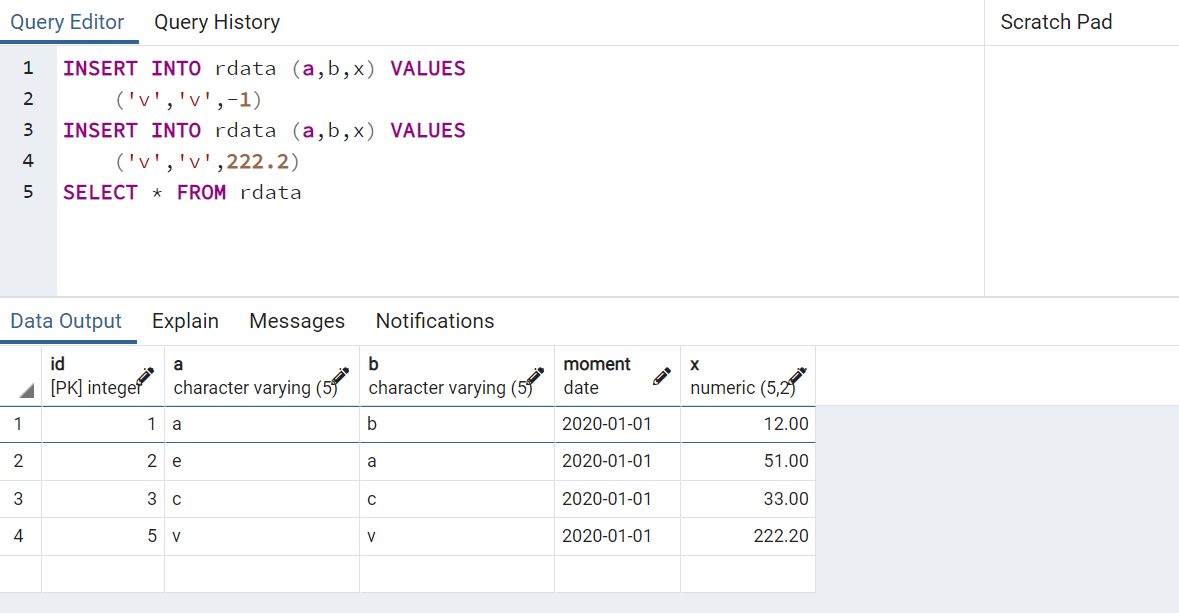 Query Editor Query History Scratch Pad
1 INSERT INTO rdata (a,b,x) VALUES
2 ('v','v',-1)
3 INSERT INTO rdata (a,b,x) VALUES
4 ('v','v',222.2)
5 SELECT * FROM rdata
Data Output Explain Messages Notifications
id a b moment x
[PK] integer character varying (5) character varying (5) date numeric (5,2)
1 1 a b 2020-01-01 12.00
2 2 e a 2020-01-01 51.00
3 3 c c 2020-01-01 33.00
4 5 v v 2020-01-01 222.20